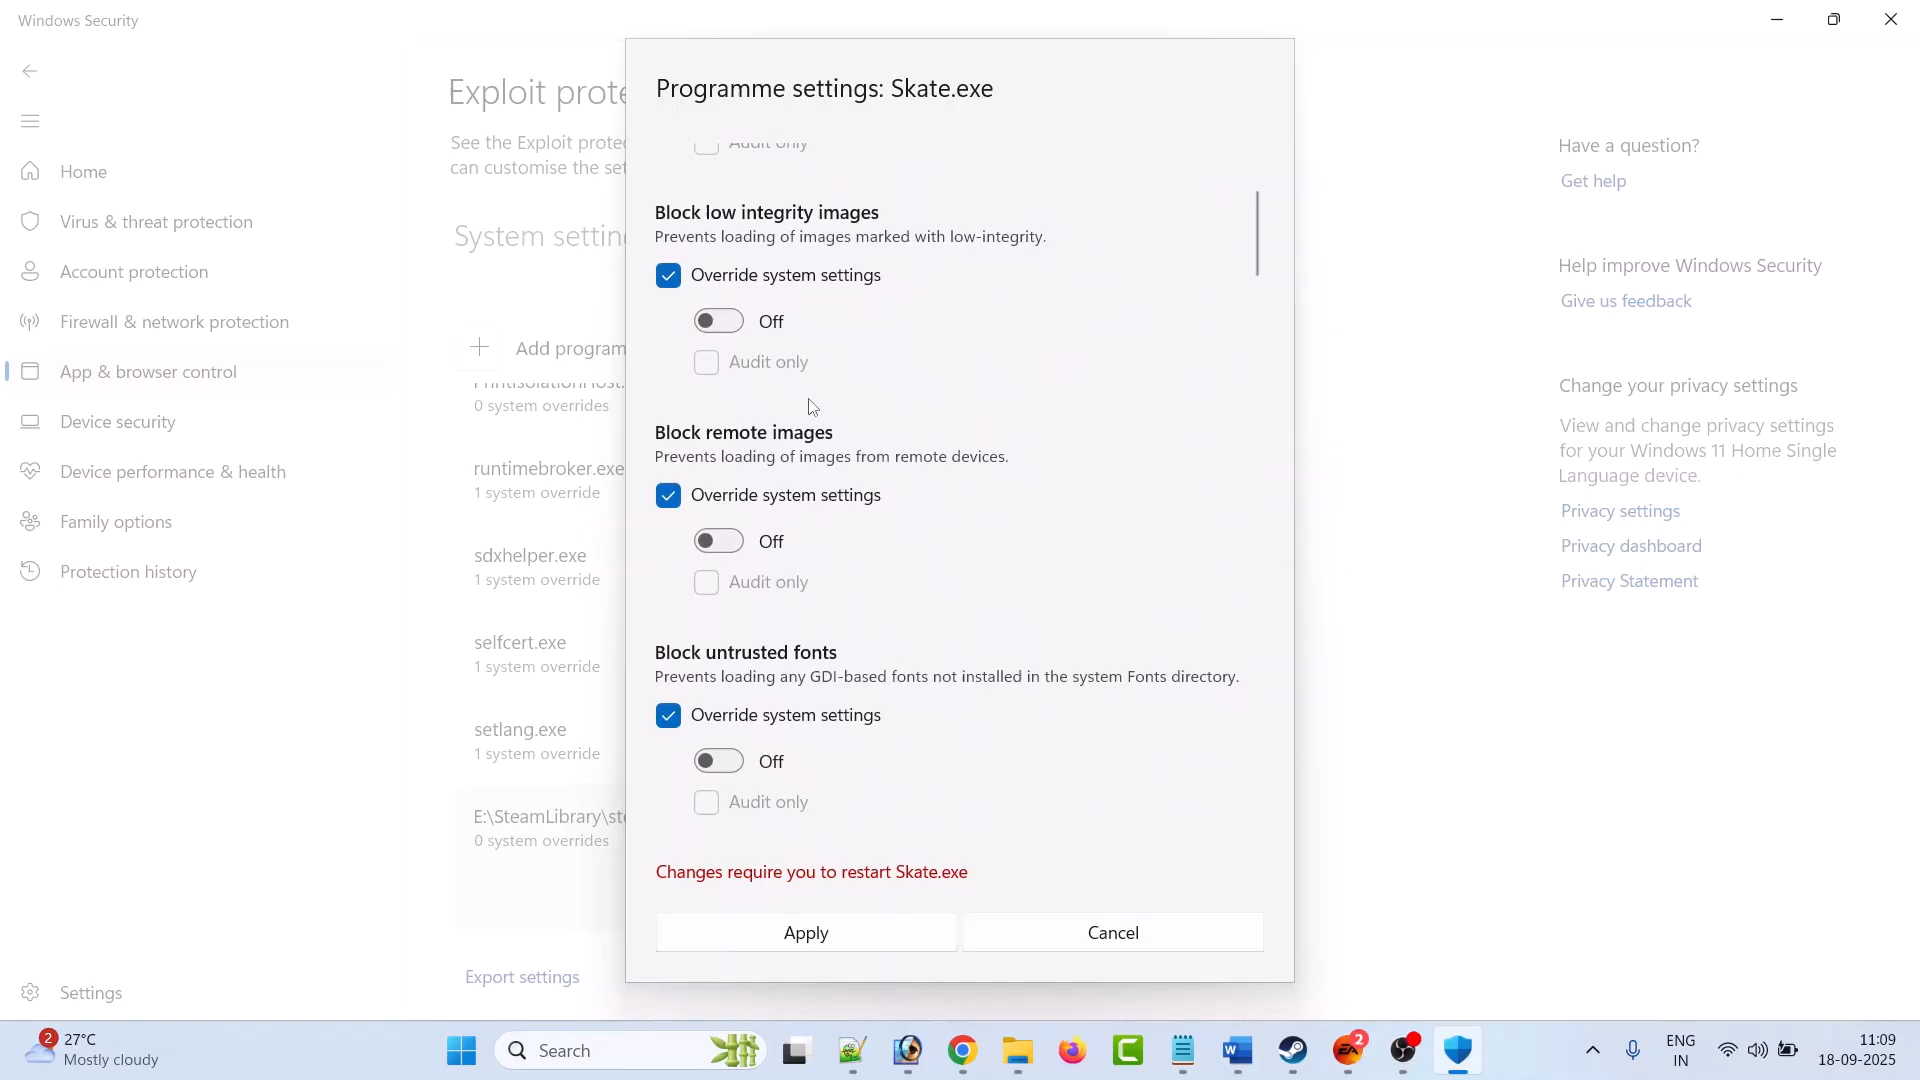 Windows Security
Home
Virus & threat protection
Account protection
Firewall & network protection
App & browser control
Device security
Device performance & health
Family options
Protection history
Settings
Exploit prote
See the Exploit protec
can customise the set
System setting
Add program
0 system overrides
runtimebroker.exe
1 system override
sdxhelper.exe
1 system override
selfcert.exe
1 system override
setlang.exe
1 system override
E:\SteamLibrary\ste
0 system overrides
Export settings
Programme settings: Skate.exe
Audit only
Block low integrity images
Prevents loading of images marked with low-integrity.
Override system settings
Off
Audit only
Block remote images
Prevents loading of images from remote devices.
Override system settings
Off
Audit only
Block untrusted fonts
Prevents loading any GDI-based fonts not installed in the system Fonts directory.
Override system settings
Off
Audit only
Changes require you to restart Skate.exe
Apply
Cancel
Have a question?
Get help
Help improve Windows Security
Give us feedback
Change your privacy settings
View and change privacy settings
for your Windows 11 Home Single
Language device.
Privacy settings
Privacy dashboard
Privacy Statement
2
27°C
Mostly cloudy
Search
W
EA
2
ENG
IN
11:09
18-09-2025